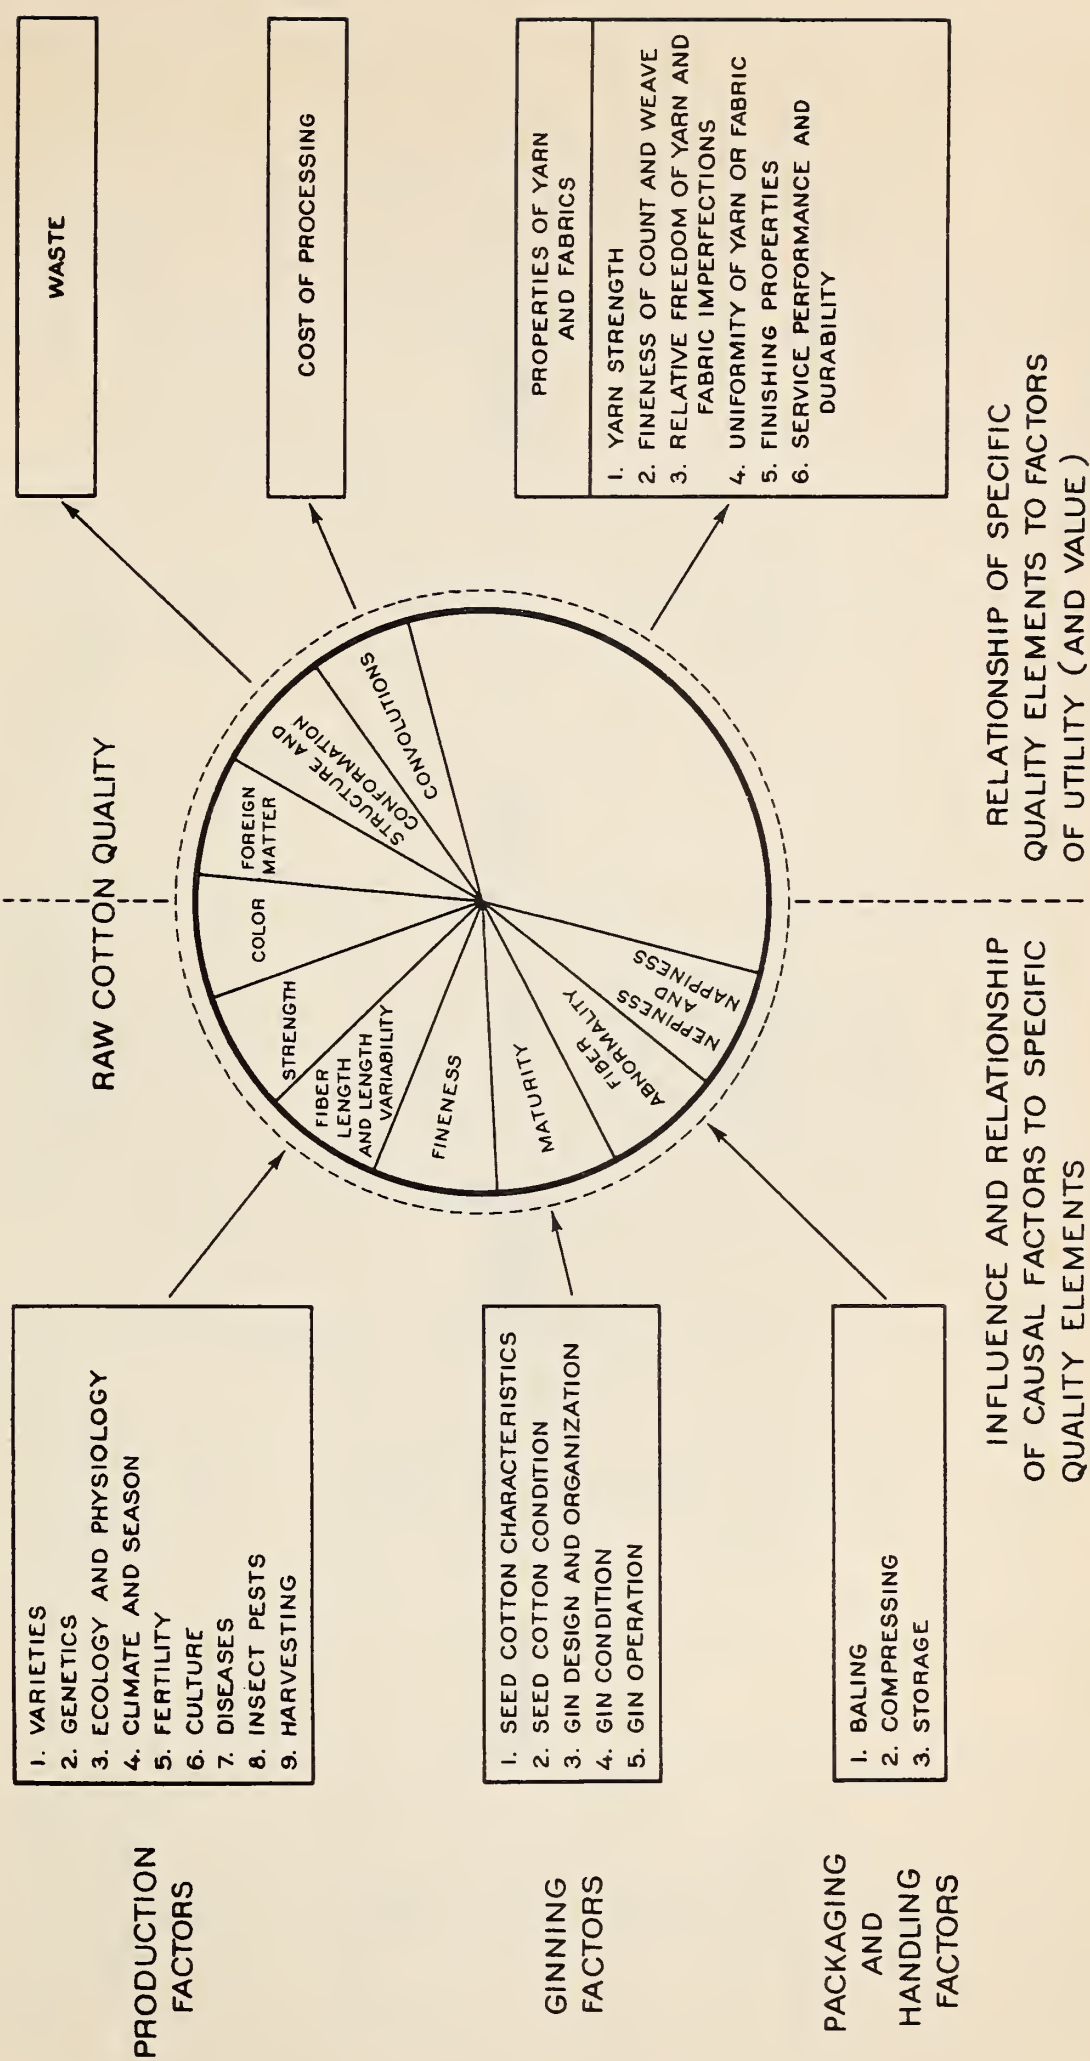 PRODUCTION
FACTORS
1. VARIETIES
2. GENETICS
3. ECOLOGY AND PHYSIOLOGY
4. CLIMATE AND SEASON
5. FERTILITY
6. CULTURE
7. DISEASES
8. INSECT PESTS
9. HARVESTING
GINNING
FACTORS
1. SEED COTTON CHARACTERISTICS
2. SEED COTTON CONDITION
3. GIN DESIGN AND ORGANIZATION
4. GIN CONDITION
5. GIN OPERATION
PACKAGING
AND
HANDLING
FACTORS
1. BALING
2. COMPRESSING
3. STORAGE
RAW COTTON QUALITY
NEPPINESS
AND
NAPPINESS
FIBER
ABNORMALITY
MATURITY
FINENESS
FIBER
LENGTH
AND LENGTH
VARIABILITY
STRENGTH
COLOR
FOREIGN
MATTER
STRUCTURE AND
CONFORMATION
CONVOLUTIONS
WASTE
COST OF PROCESSING
PROPERTIES OF YARN
AND FABRICS
1. YARN STRENGTH
2. FINENESS OF COUNT AND WEAVE
3. RELATIVE FREEDOM OF YARN AND
FABRIC IMPERFECTIONS
4. UNIFORMITY OF YARN OR FABRIC
5. FINISHING PROPERTIES
6. SERVICE PERFORMANCE AND
DURABILITY
INFLUENCE AND RELATIONSHIP
OF CAUSAL FACTORS TO SPECIFIC
QUALITY ELEMENTS
RELATIONSHIP OF SPECIFIC
QUALITY ELEMENTS TO FACTORS
OF UTILITY (AND VALUE)